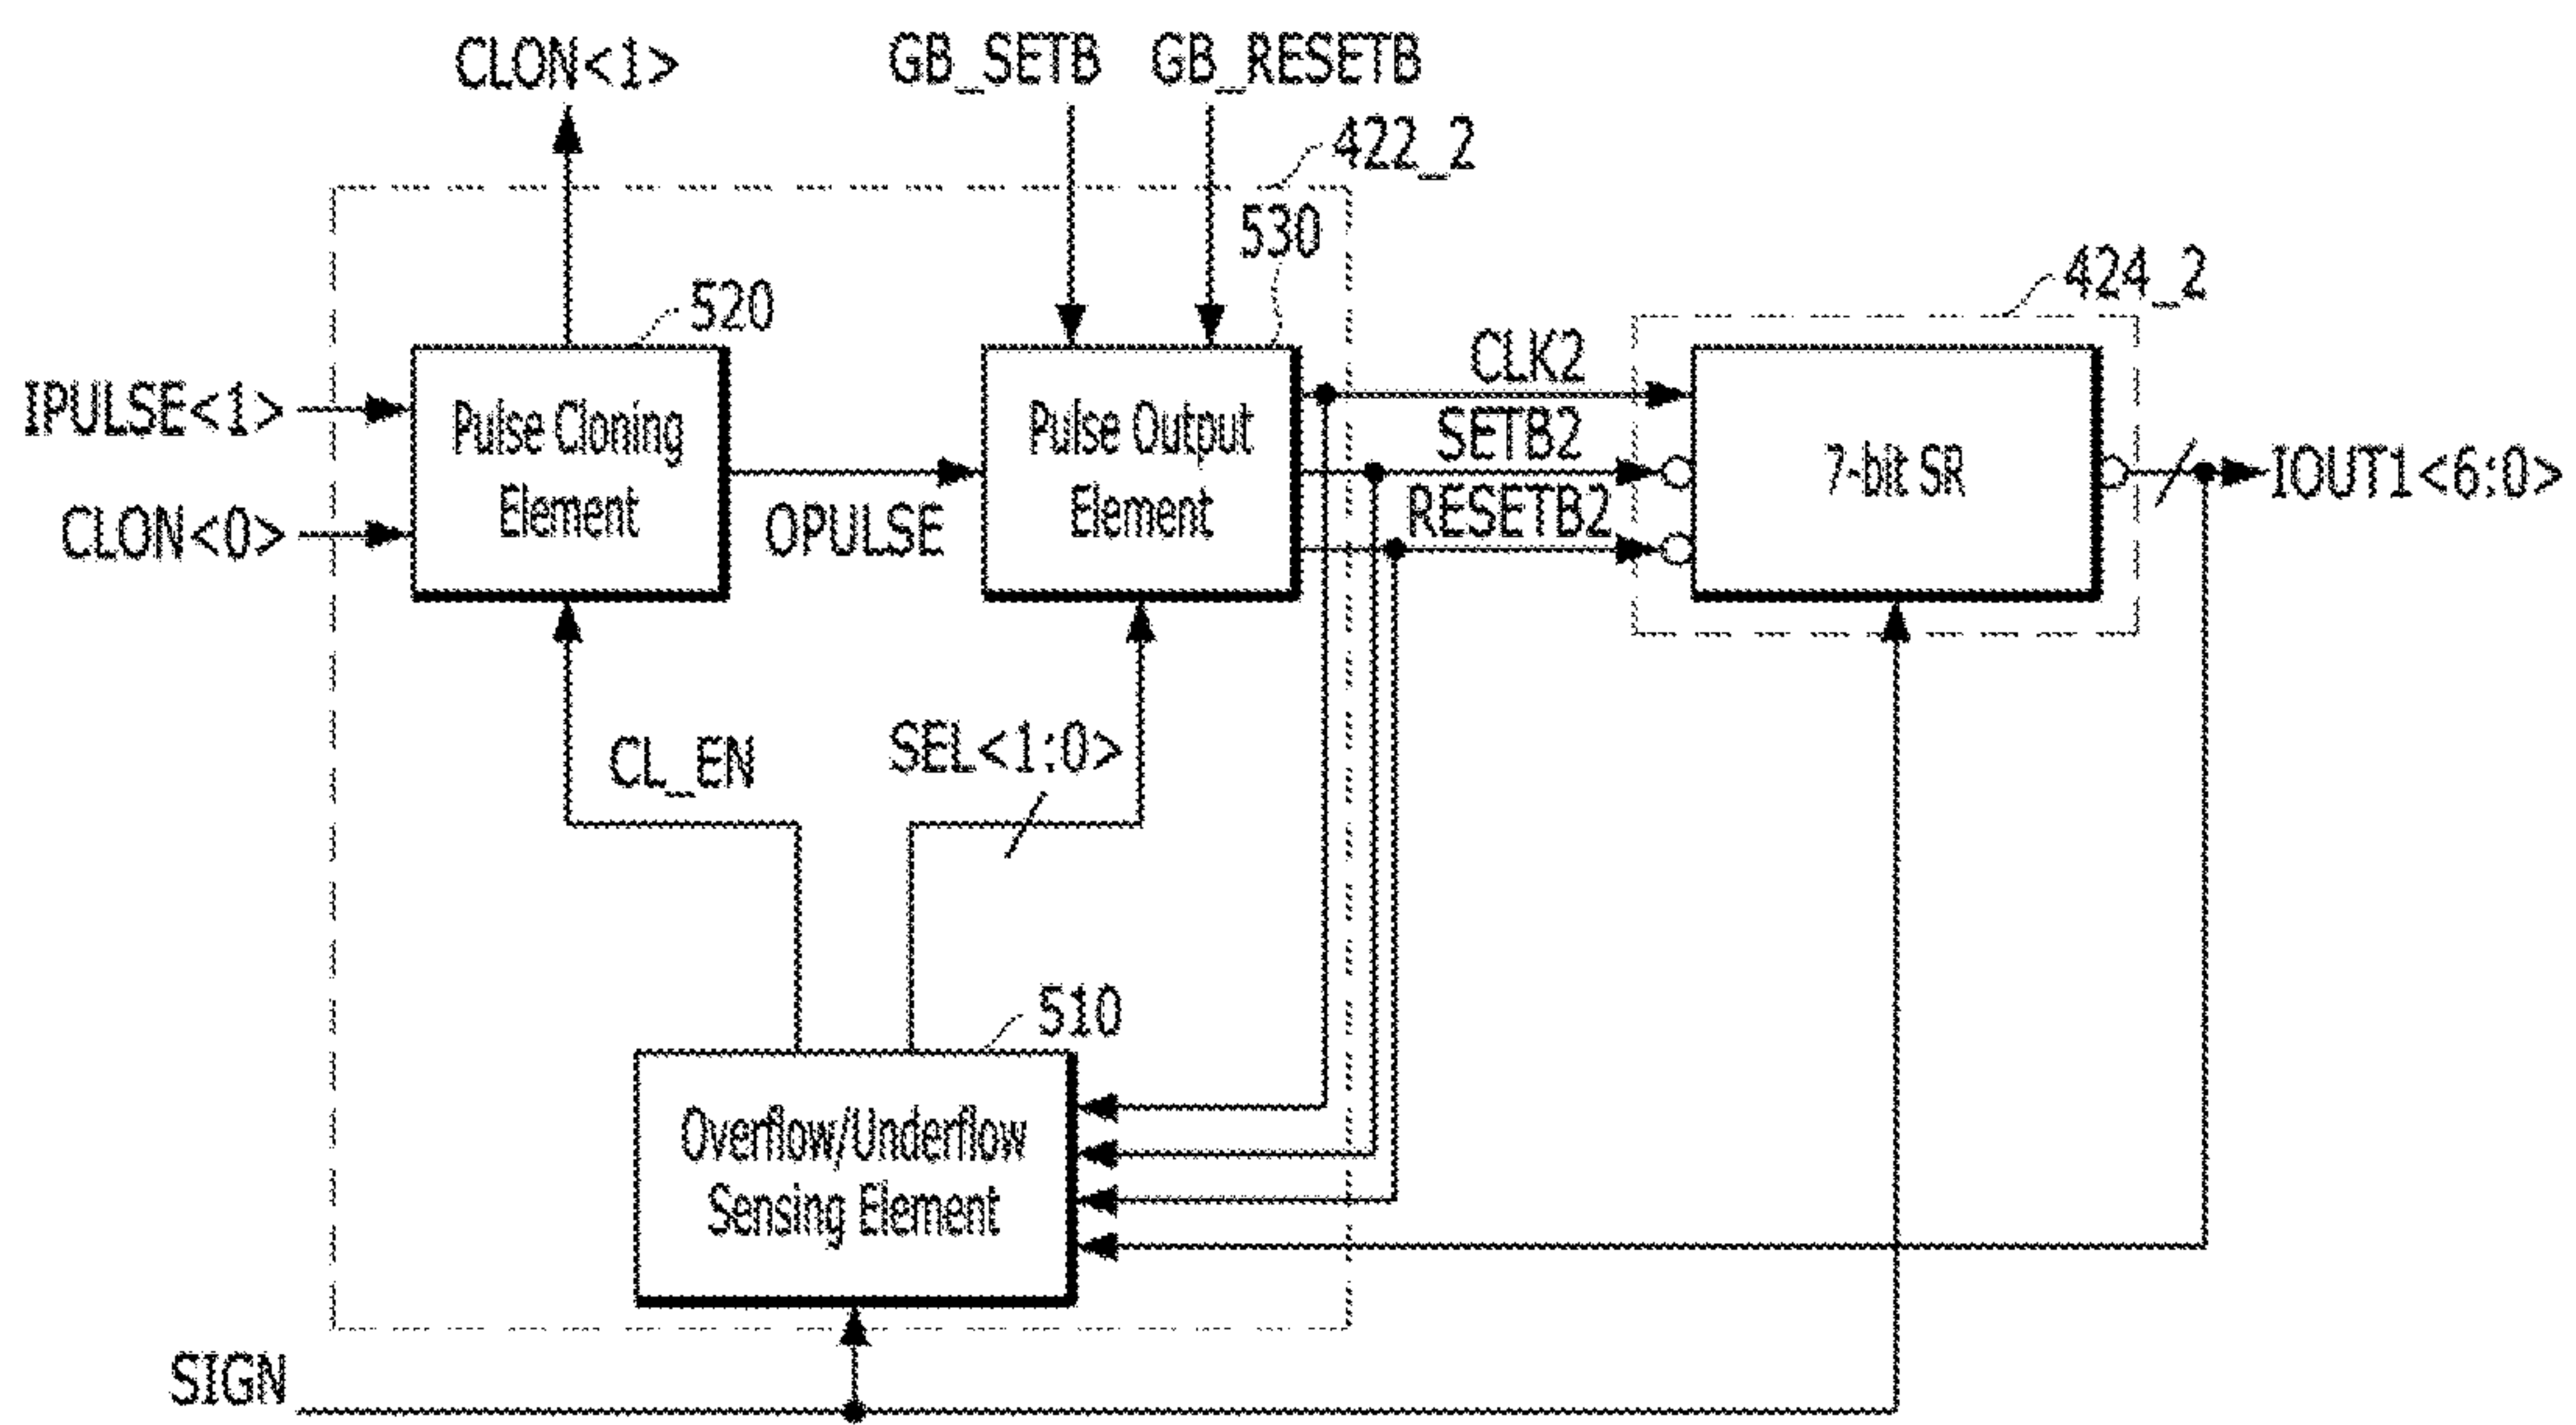 CLON<1>
GB_SETB
GB_RESETB
422_2
530
520
424_2
IPULSE<1>
CLON<0>
Pulse Cloning
Element
OPULSE
Pulse Output
Element
CLK2
SETB2
RESETB2
7-bit SR
IOUT1<6:0>
CL_EN
SEL<1:0>
510
Overflow/Underflow
Sensing Element
SIGN